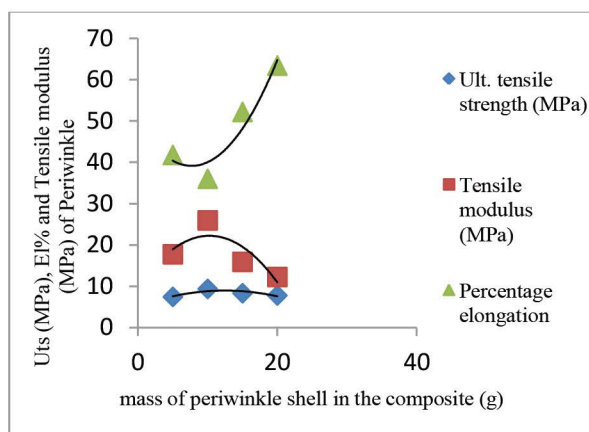 Uts (MPa), El% and Tensile modulus
(MPa) of Periwinkle
70
60
50
40
30
20
10
0
0
20
40
mass of periwinkle shell in the composite (g)
Ult. tensile
strength (MPa)
Tensile
modulus
(MPa)
Percentage
elongation